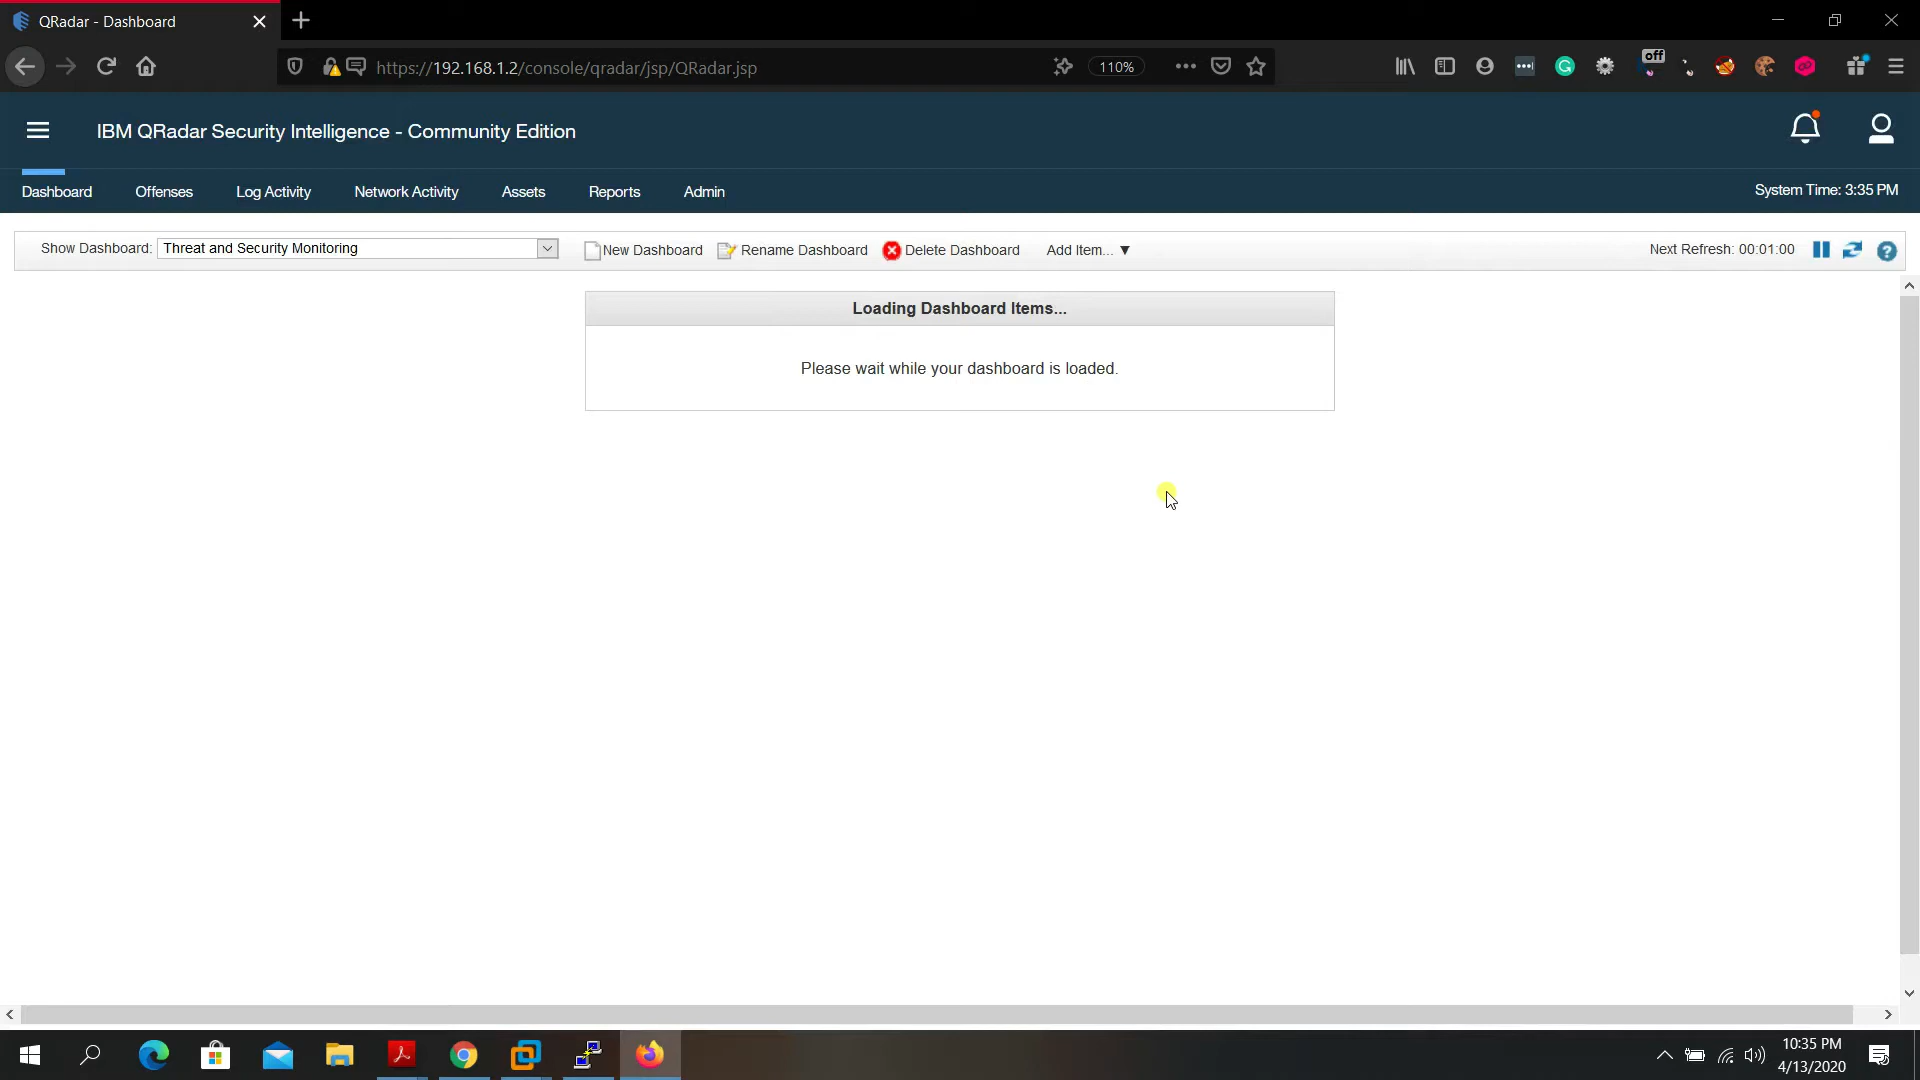 QRadar - Dashboard
https://192.168.1.2/console/qradar/jsp/QRadar.jsp
110%
off
IBM QRadar Security Intelligence - Community Edition
Dashboard Offenses Log Activity Network Activity Assets Reports Admin
System Time: 3:35 PM
Show Dashboard: Threat and Security Monitoring New Dashboard Rename Dashboard Delete Dashboard Add Item... ▼ Next Refresh: 00:01:00
Loading Dashboard Items...
Please wait while your dashboard is loaded.
10:35 PM
4/13/2020